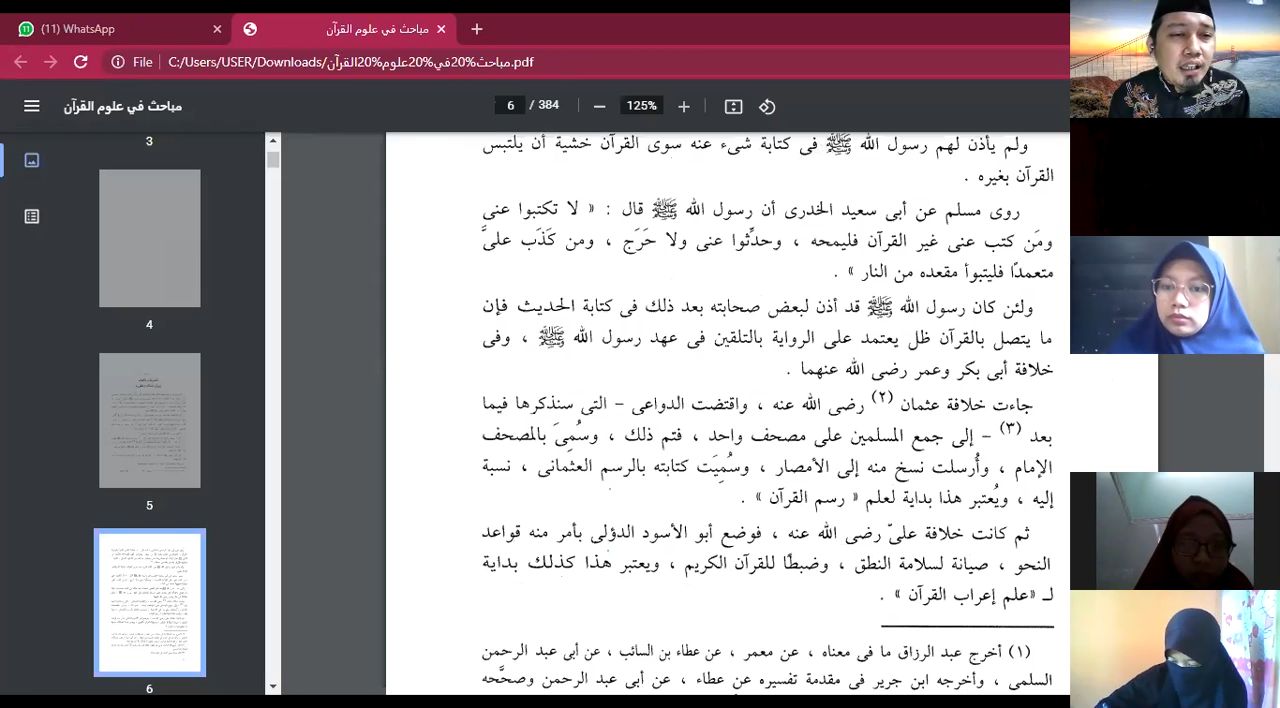 (11) WhatsApp
مباحث في علوم القرآن
File C:/Users/USER/Downloads/مباحث%20في%20علوم%20القرآن.pdf
مباحث في علوم القرآن
6 / 384
125%
3
4
5
6
ولم يأذن لهم رسول الله ﷺ فى كتابة شىء عنه سوى القرآن خشية أن يلتبس
القرآن بغيره .
روى مسلم عن أبى سعيد الخدرى أن رسول الله ﷺ قال : « لا تكتبوا عنى
ومَن كتب عنى غير القرآن فليمحه ، وحدِّثوا عنى ولا حَرَج ، ومن كَذَب علىَّ
متعمدًا فليتبوأ مقعده من النار » .
ولئن كان رسول الله ﷺ قد أذن لبعض صحابته بعد ذلك فى كتابة الحديث فإن
ما يتصل بالقرآن ظل يعتمد على الرواية بالتلقين فى عهد رسول الله ﷺ ، وفى
خلافة أبى بكر وعمر رضى الله عنهما .
جاءت خلافة عثمان (٢) رضى الله عنه ، واقتضت الدواعى – التى سنذكرها فيما
بعد (٣) – إلى جمع المسلمين على مصحف واحد ، فتم ذلك ، وسُمِىَ بالمصحف
الإمام ، وأُرسلت نسخ منه إلى الأمصار ، وسُمِيَت كتابته بالرسم العثمانى ، نسبة
إليه ، ويُعتبر هذا بداية لعلم « رسم القرآن » .
ثم كانت خلافة علىّ رضى الله عنه ، فوضع أبو الأسود الدؤلى بأمر منه قواعد
النحو ، صيانة لسلامة النطق ، وضبطًا للقرآن الكريم ، ويعتبر هذا كذلك بداية
لـ «علم إعراب القرآن » .
(١) أخرج عبد الرزاق ما فى معناه ، عن معمر ، عن عطاء بن السائب ، عن أبى عبد الرحمن
السلمى ، وأخرجه ابن جرير فى مقدمة تفسيره عن عطاء ، عن أبى عبد الرحمن وصحَّحه